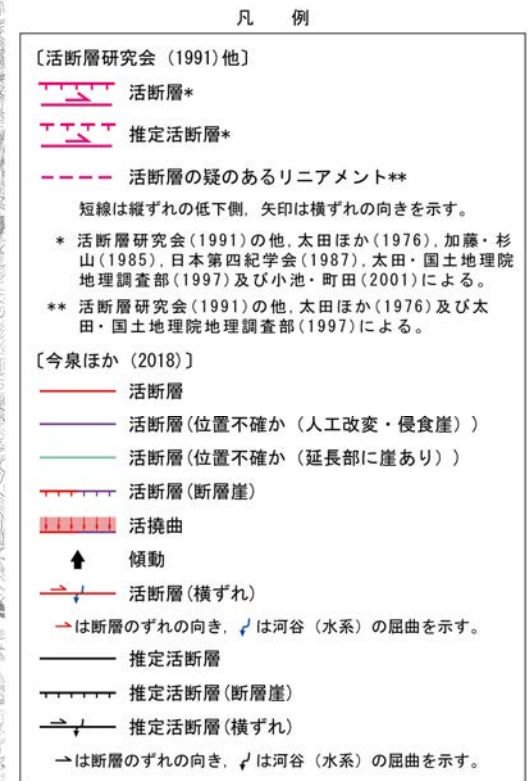 凡 例
〔活断層研究会 (1991)他〕
活断層*
推定活断層*
活断層の疑のあるリニアメント**
短線は縦ずれの低下側, 矢印は横ずれの向きを示す。
* 活断層研究会(1991)の他, 太田ほか(1976), 加藤・杉
山(1985), 日本第四紀学会(1987), 太田・国土地理院
地理調査部(1997)及び小池・町田(2001)による。
** 活断層研究会(1991)の他, 太田ほか(1976)及び太
田・国土地理院地理調査部(1997)による。
〔今泉ほか (2018)〕
活断層
活断層(位置不確か (人工改変・侵食崖))
活断層(位置不確か (延長部に崖あり))
活断層(断層崖)
活撓曲
傾動
活断層(横ずれ)
は断層のずれの向き, は河谷 (水系) の屈曲を示す。
推定活断層
推定活断層(断層崖)
推定活断層(横ずれ)
は断層のずれの向き, は河谷 (水系) の屈曲を示す。